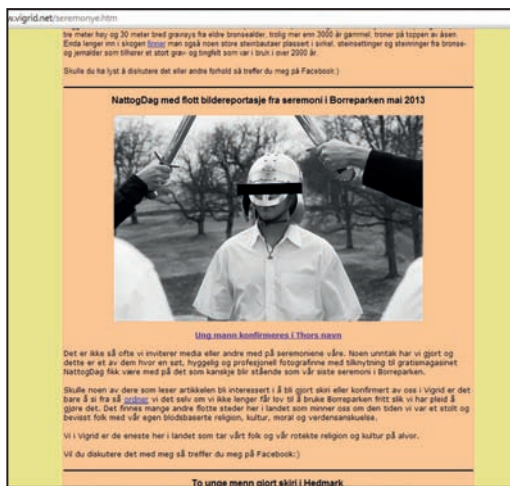 w.vigrid.net/seremonye.htm
tre meter høy og 30 meter bred gravrøys fra eldre bronsealder, trolig mer enn 3000 år gammel, troner på toppen av åsen.
Enda lenger inn i skogen finner man også noen store steinbautaer plassert i sirkel, steinsettinger og steinringer fra bronse-
og jernalder som tilhører et stort grav- og tingfelt som var i bruk i over 2000 år.
Skulle du ha lyst å diskutere det eller andre forhold så treffer du meg på Facebook:)
NattogDag med flott bildereportasje fra seremoni i Borreparken mai 2013
Ung mann konfirmeres i Thors navn
Det er ikke så ofte vi inviterer media eller andre med på seremoniene våre. Noen unntak har vi gjort og
dette er et av dem hvor en søt, hyggelig og profesjonell fotografinne med tilknytning til gratismagasinet
NattogDag fikk være med på det som kanskje blir stående som vår siste seremoni i Borreparken.
Skulle noen av dere som leser artikkelen bli interessert i å bli gjort skiri eller konfirmert av oss i Vigrid er det
bare å si fra så ordner vi det selv om vi ikke lenger får lov til å bruke Borreparken fritt slik vi har pleid å
gjøre det. Det finnes mange andre flotte steder her i landet som minner oss om den tiden vi var et stolt og
bevisst folk med vår egen blodsbaserte religion, kultur, moral og verdensanskuelse.
Vi i Vigrid er de eneste her i landet som tar vårt folk og vår rotekte religion og kultur på alvor.
Vil du diskutere det med meg så treffer du meg på Facebook:)
To unge menn gjort skiri i Hedmark